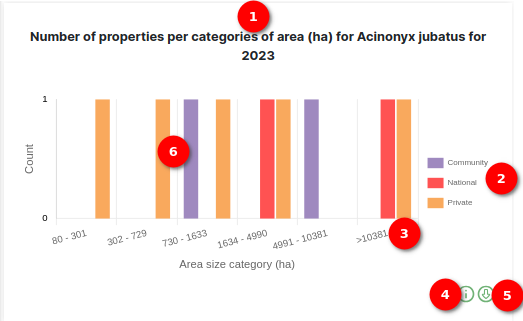 1
Number of properties per categories of area (ha) for Acinonyx jubatus for
2023
1
Count
6
0
Community
National
Private
2
80 - 301
302 - 729
730 - 1633
1634 - 4990
4991 - 10381
>10381
3
Area size category (ha)
4
i
5